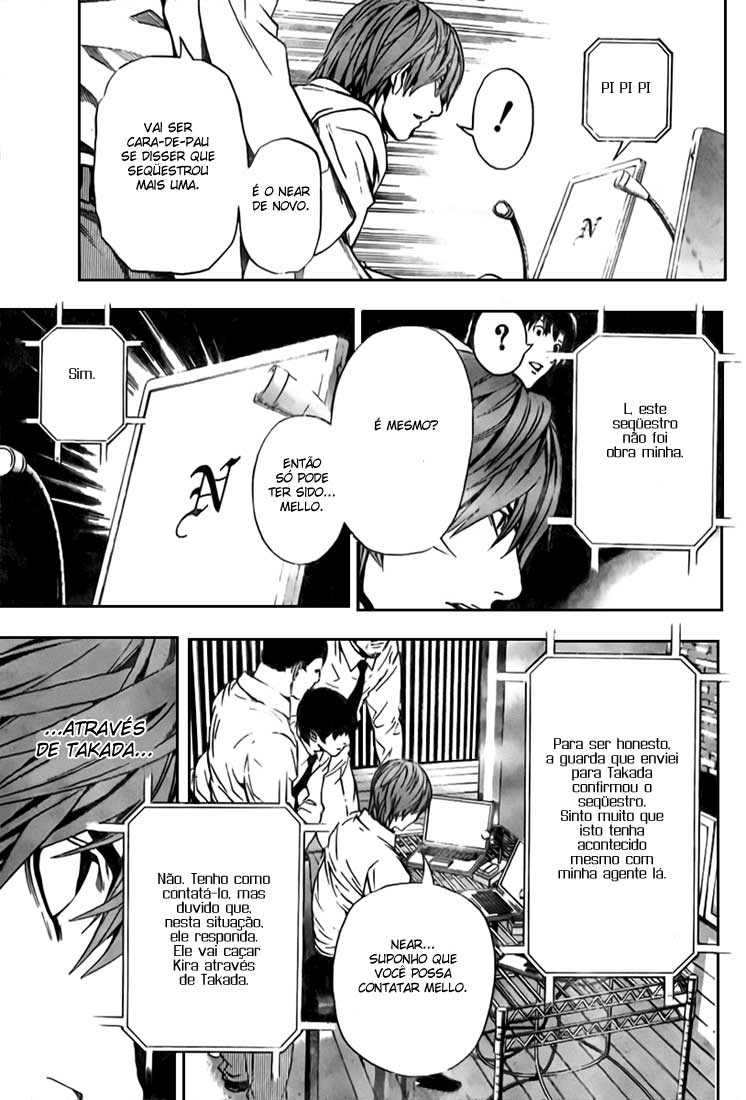 PI PI PI
!
É O NEAR
DE NOVO.
VAI SER
CARA-DE-PAU
SE DISSER QUE
SEQÜESTROU
MAIS UMA.
N
L, este
seqüestro
não foi
obra minha.
?
É MESMO?
ENTÃO
SÓ PODE
TER SIDO...
MELLO.
Sim.
N
Para ser honesto,
a guarda que enviei
para Takada
confirmou o
seqüestro.
Sinto muito que
isto tenha
acontecido
mesmo com
minha agente lá.
NEAR...
SUPONHO QUE
VOCÊ POSSA
CONTATAR MELLO.
Não. Tenho como
contatá-lo, mas
duvido que,
nesta situação,
ele responda.
Ele vai caçar
Kira através
de Takada.
...ATRAVÉS
DE TAKADA...